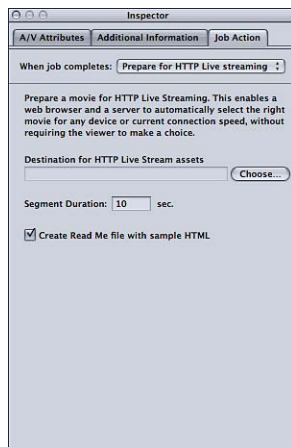 Inspector
A/V Attributes Additional Information Job Action
When job completes: Prepare for HTTP Live streaming
Prepare a movie for HTTP Live Streaming. This enables a
web browser and a server to automatically select the right
movie for any device or current connection speed, without
requiring the viewer to make a choice.
Destination for HTTP Live Stream assets
Choose...
Segment Duration: 10 sec.
Create Read Me file with sample HTML